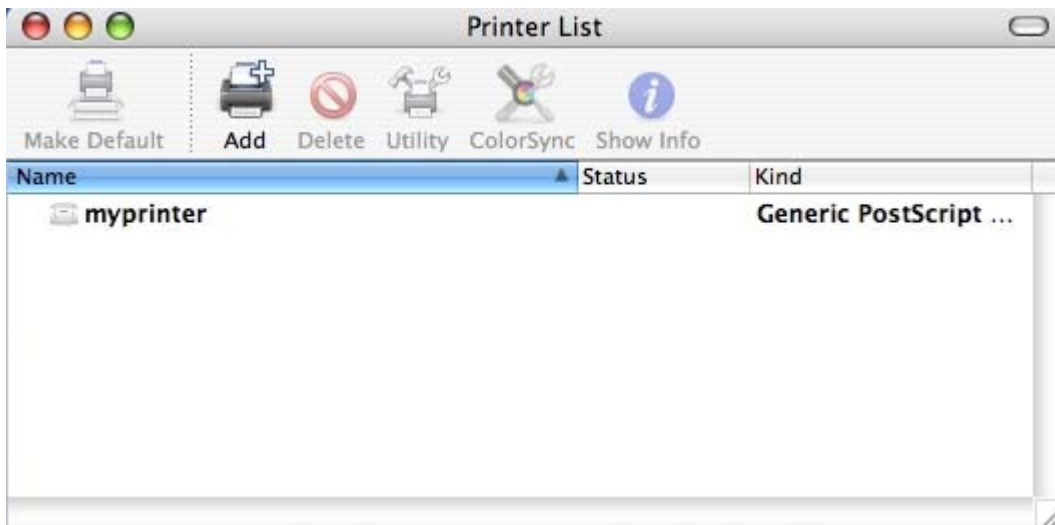 Printer List
Make Default Add Delete Utility ColorSync Show Info
Name Status Kind
myprinter Generic PostScript ...